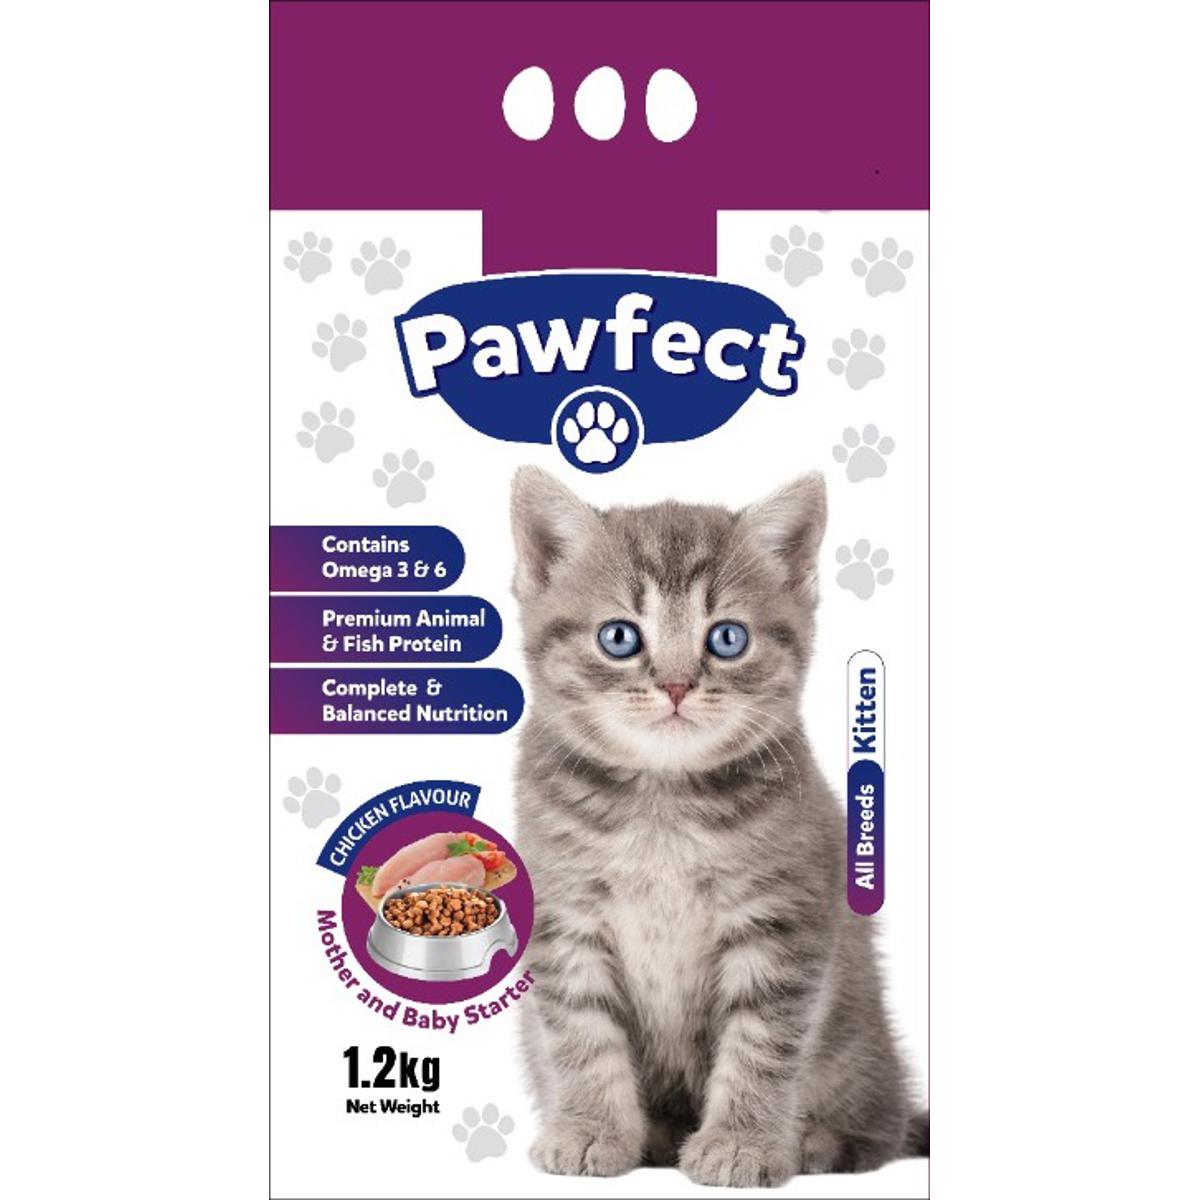 Pawfect
Contains
Omega 3 & 6
Premium Animal
& Fish Protein
Complete &
Balanced Nutrition
All Breeds Kitten
CHICKEN FLAVOUR
Mother and Baby Starter
1.2kg
Net Weight